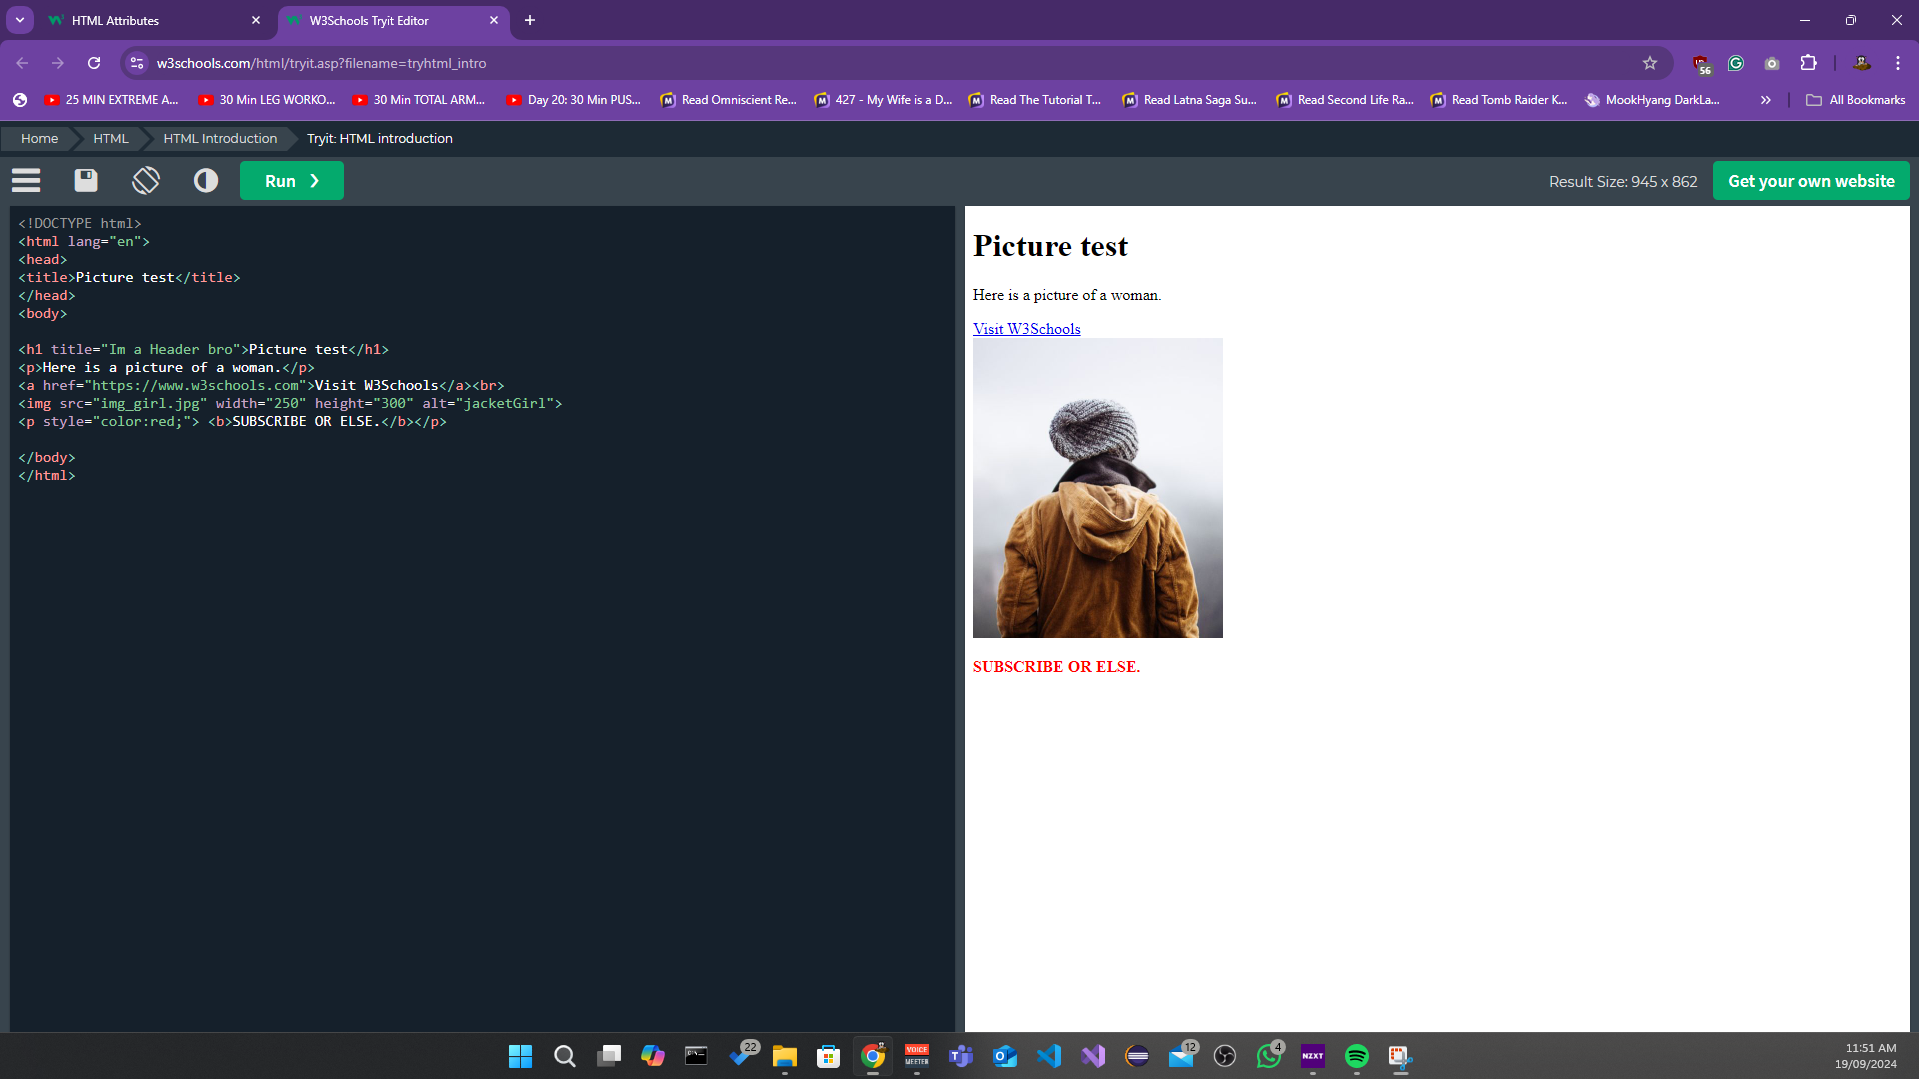 HTML Attributes
W3Schools Tryit Editor
w3schools.com/html/tryit.asp?filename=tryhtml_intro
56
25 MIN EXTREME A...
30 Min LEG WORKO...
30 Min TOTAL ARM...
Day 20: 30 Min PUS...
Read Omniscient Re...
427 - My Wife is a D...
Read The Tutorial T...
Read Latna Saga Su...
Read Second Life Ra...
Read Tomb Raider K...
MookHyang DarkLa...
All Bookmarks
Home
HTML
HTML Introduction
Tryit: HTML introduction
Run ❯
Result Size: 945 x 862
Get your own website
<!DOCTYPE html>
<html lang="en">
<head>
<title>Picture test</title>
</head>
<body>
<h1 title="Im a Header bro">Picture test</h1>
<p>Here is a picture of a woman.</p>
<a href="https://www.w3schools.com">Visit W3Schools</a><br>
<img src="img_girl.jpg" width="250" height="300" alt="jacketGirl">
<p style="color:red;"> <b>SUBSCRIBE OR ELSE.</b></p>
</body>
</html>
Picture test
Here is a picture of a woman.
Visit W3Schools
SUBSCRIBE OR ELSE.
22
VOICE
MEETER
12
4
NZXT
11:51 AM
19/09/2024